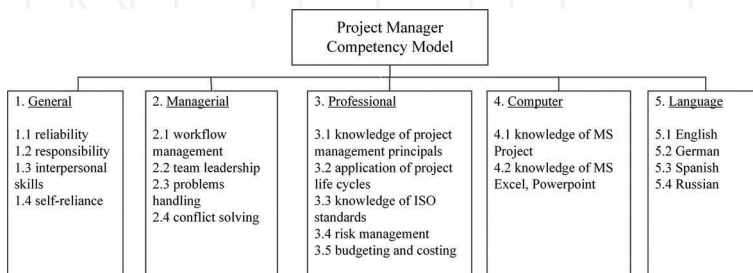 Project Manager
Competency Model
1. General
1.1 reliability
1.2 responsibility
1.3 interpersonal
skills
1.4 self-reliance
2. Managerial
2.1 workflow
management
2.2 team leadership
2.3 problems
handling
2.4 conflict solving
3. Professional
3.1 knowledge of project
management principals
3.2 application of project
life cycles
3.3 knowledge of ISO
standards
3.4 risk management
3.5 budgeting and costing
4. Computer
4.1 knowledge of MS
Project
4.2 knowledge of MS
Excel, Powerpoint
5. Language
5.1 English
5.2 German
5.3 Spanish
5.4 Russian